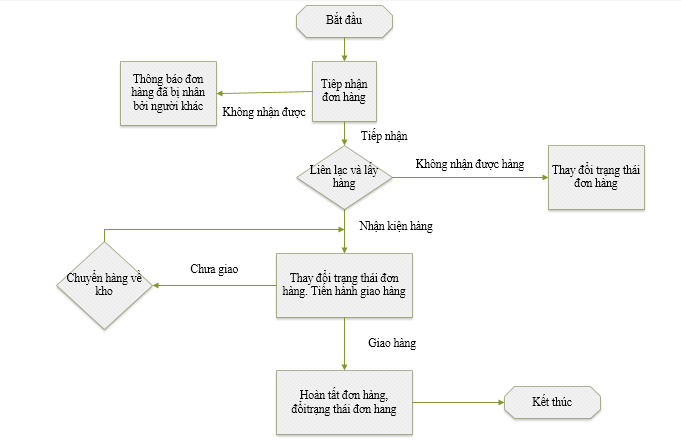 Bắt đầu
Thông báo đơn
hàng đã bị nhân
bởi người khác
Tiêp nhận
đơn hàng
Không nhận được
Tiếp nhận
Liên lạc và lấy
hàng
Không nhận được hàng
Thay đổi trạng thái
đơn hàng
Nhận kiện hàng
Chuyển hàng về
kho
Chưa giao
Thay đổi trạng thái đơn
hàng. Tiến hành giao hàng
Giao hàng
Hoàn tất đơn hàng,
đổitrạng thái đơn hang
Kết thúc